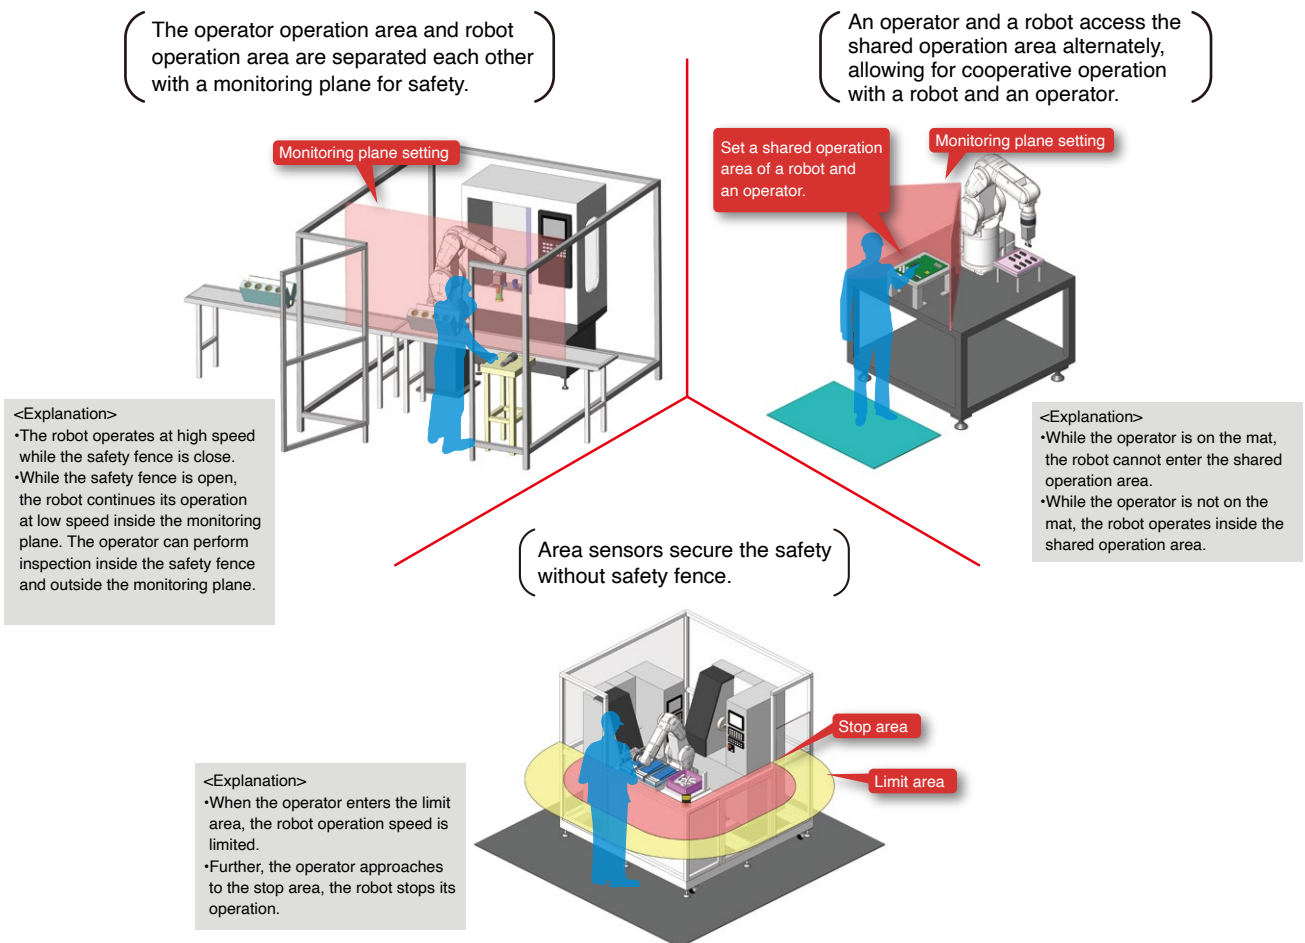 The operator operation area and robot
operation area are separated each other
with a monitoring plane for safety.
Monitoring plane setting
<Explanation>
•The robot operates at high speed
while the safety fence is close.
•While the safety fence is open,
the robot continues its operation
at low speed inside the monitoring
plane. The operator can perform
inspection inside the safety fence
and outside the monitoring plane.
An operator and a robot access the
shared operation area alternately,
allowing for cooperative operation
with a robot and an operator.
Set a shared operation
area of a robot and
an operator.
Monitoring plane setting
<Explanation>
•While the operator is on the mat,
the robot cannot enter the shared
operation area.
•While the operator is not on the
mat, the robot operates inside the
shared operation area.
Area sensors secure the safety
without safety fence.
Stop area
Limit area
<Explanation>
•When the operator enters the limit
area, the robot operation speed is
limited.
•Further, the operator approaches
to the stop area, the robot stops its
operation.